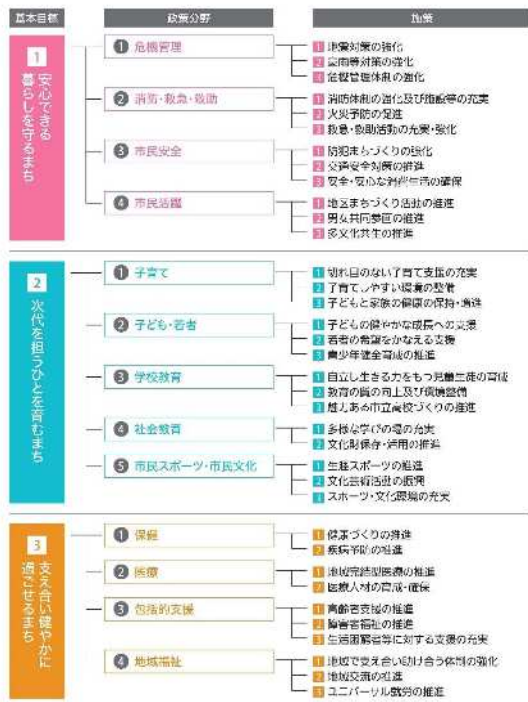 基本目標 政策分野 施策
1 安心できる
暮らしを守るまち
1 危機管理
1 地震対策の強化
2 豪雨等対策の強化
3 危機管理体制の強化
2 消防・救急・救助
1 消防体制の強化及び施設等の充実
2 火災予防の促進
3 救急・救助活動の充実・強化
3 市民安全
1 防犯まちづくりの強化
2 交通安全対策の推進
3 安全・安心な消費生活の確保
4 市民活躍
1 地区まちづくり活動の推進
2 男女共同参画の推進
3 多文化共生の推進
2 次代を担うひとを育むまち
1 子育て
1 切れ目のない子育て支援の充実
2 子育てしやすい環境の整備
3 子どもと家族の健康の保持・増進
2 子ども・若者
1 子どもの健やかな成長への支援
2 若者の希望をかなえる支援
3 青少年健全育成の推進
3 学校教育
1 自立し生きる力をもつ児童生徒の育成
2 教育の質の向上及び環境整備
3 魅力ある市立高校づくりの推進
4 社会教育
1 多様な学びの場の充実
2 文化財保存・活用の推進
5 市民スポーツ・市民文化
1 生涯スポーツの推進
2 文化芸術活動の振興
3 スポーツ・文化環境の充実
3 支え合い健やかに
過ごせるまち
1 保健
1 健康づくりの推進
2 疾病予防の推進
2 医療
1 地域完結型医療の推進
2 医療人材の育成・確保
3 包括的支援
1 高齢者支援の推進
2 障害者福祉の推進
3 生活困窮者等に対する支援の充実
4 地域福祉
1 地域で支え合い助け合う体制の強化
2 地域交流の推進
3 ユニバーサル就労の推進